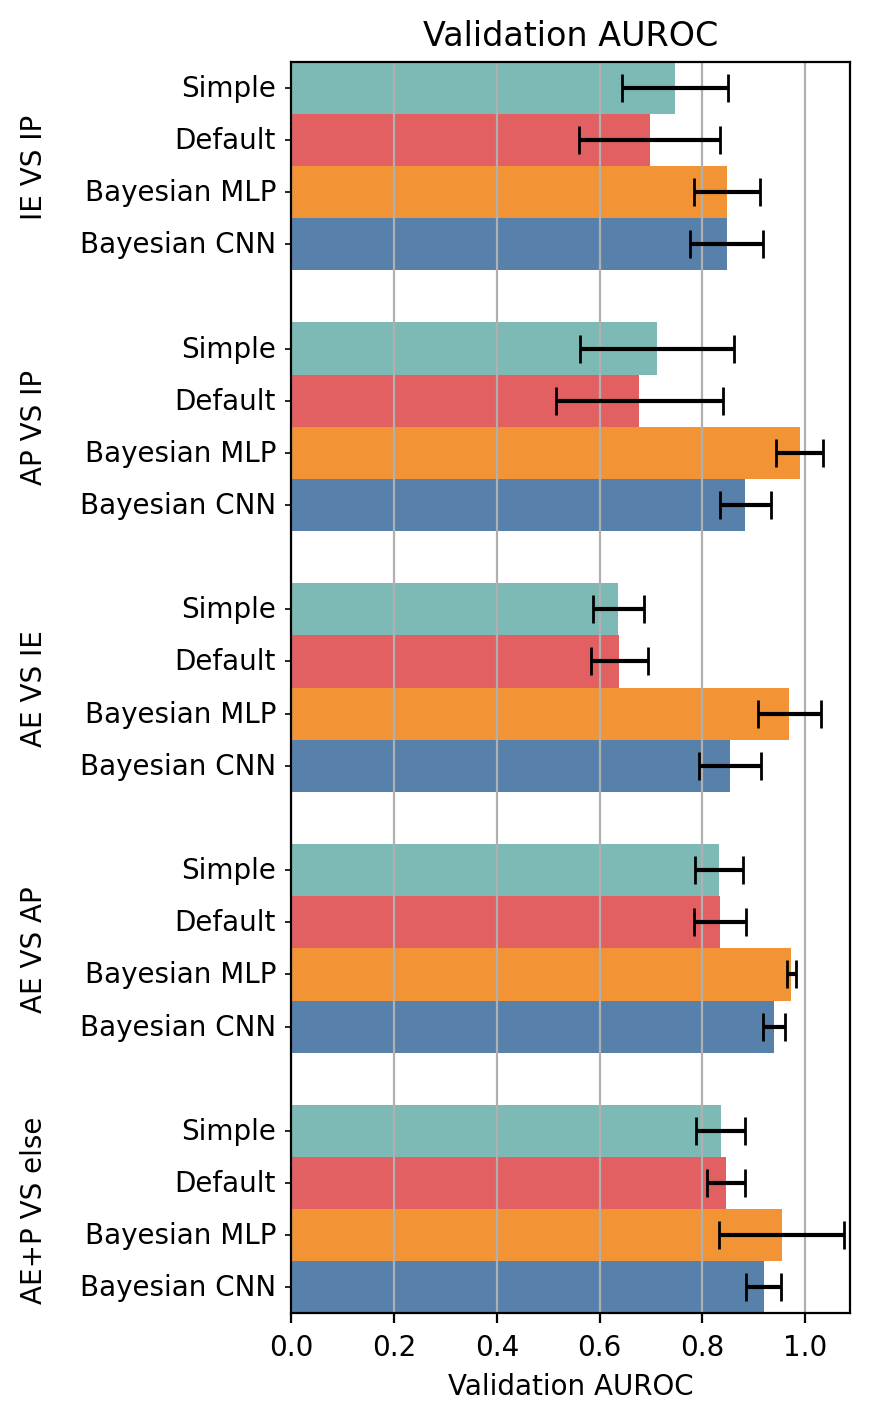 Validation AUROC
IE VS IP
Simple
Default
Bayesian MLP
Bayesian CNN
AP VS IP
Simple
Default
Bayesian MLP
Bayesian CNN
AE VS IE
Simple
Default
Bayesian MLP
Bayesian CNN
AE VS AP
Simple
Default
Bayesian MLP
Bayesian CNN
AE+P VS else
Simple
Default
Bayesian MLP
Bayesian CNN
0.0 0.2 0.4 0.6 0.8 1.0
Validation AUROC